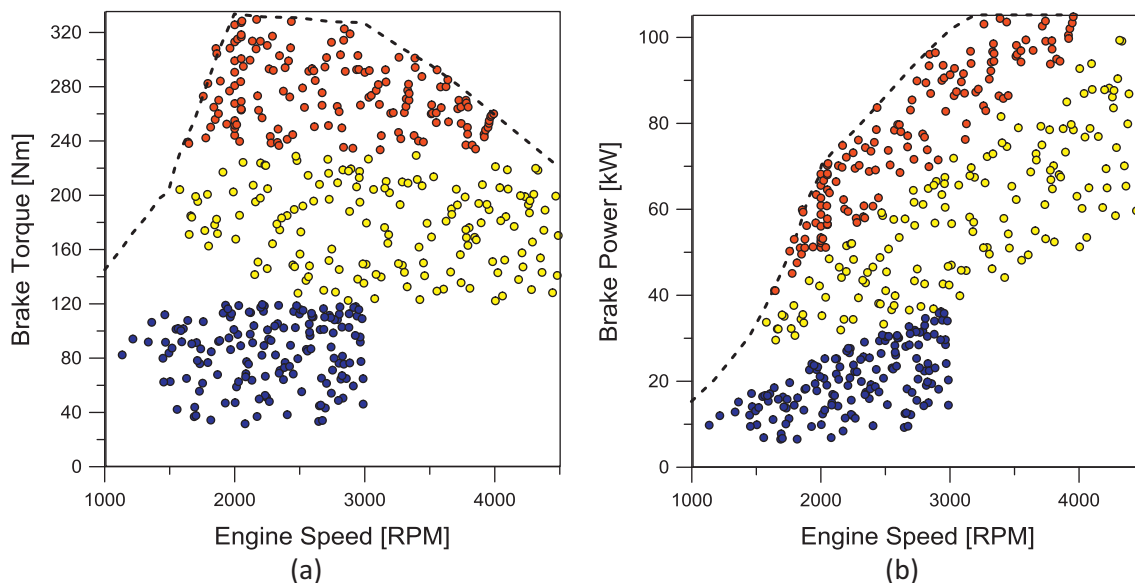 Brake Torque [Nm]
320
280
240
200
160
120
80
40
0
1000 2000 3000 4000
Engine Speed [RPM]
(a)
Brake Power [kW]
100
80
60
40
20
0
1000 2000 3000 4000
Engine Speed [RPM]
(b)